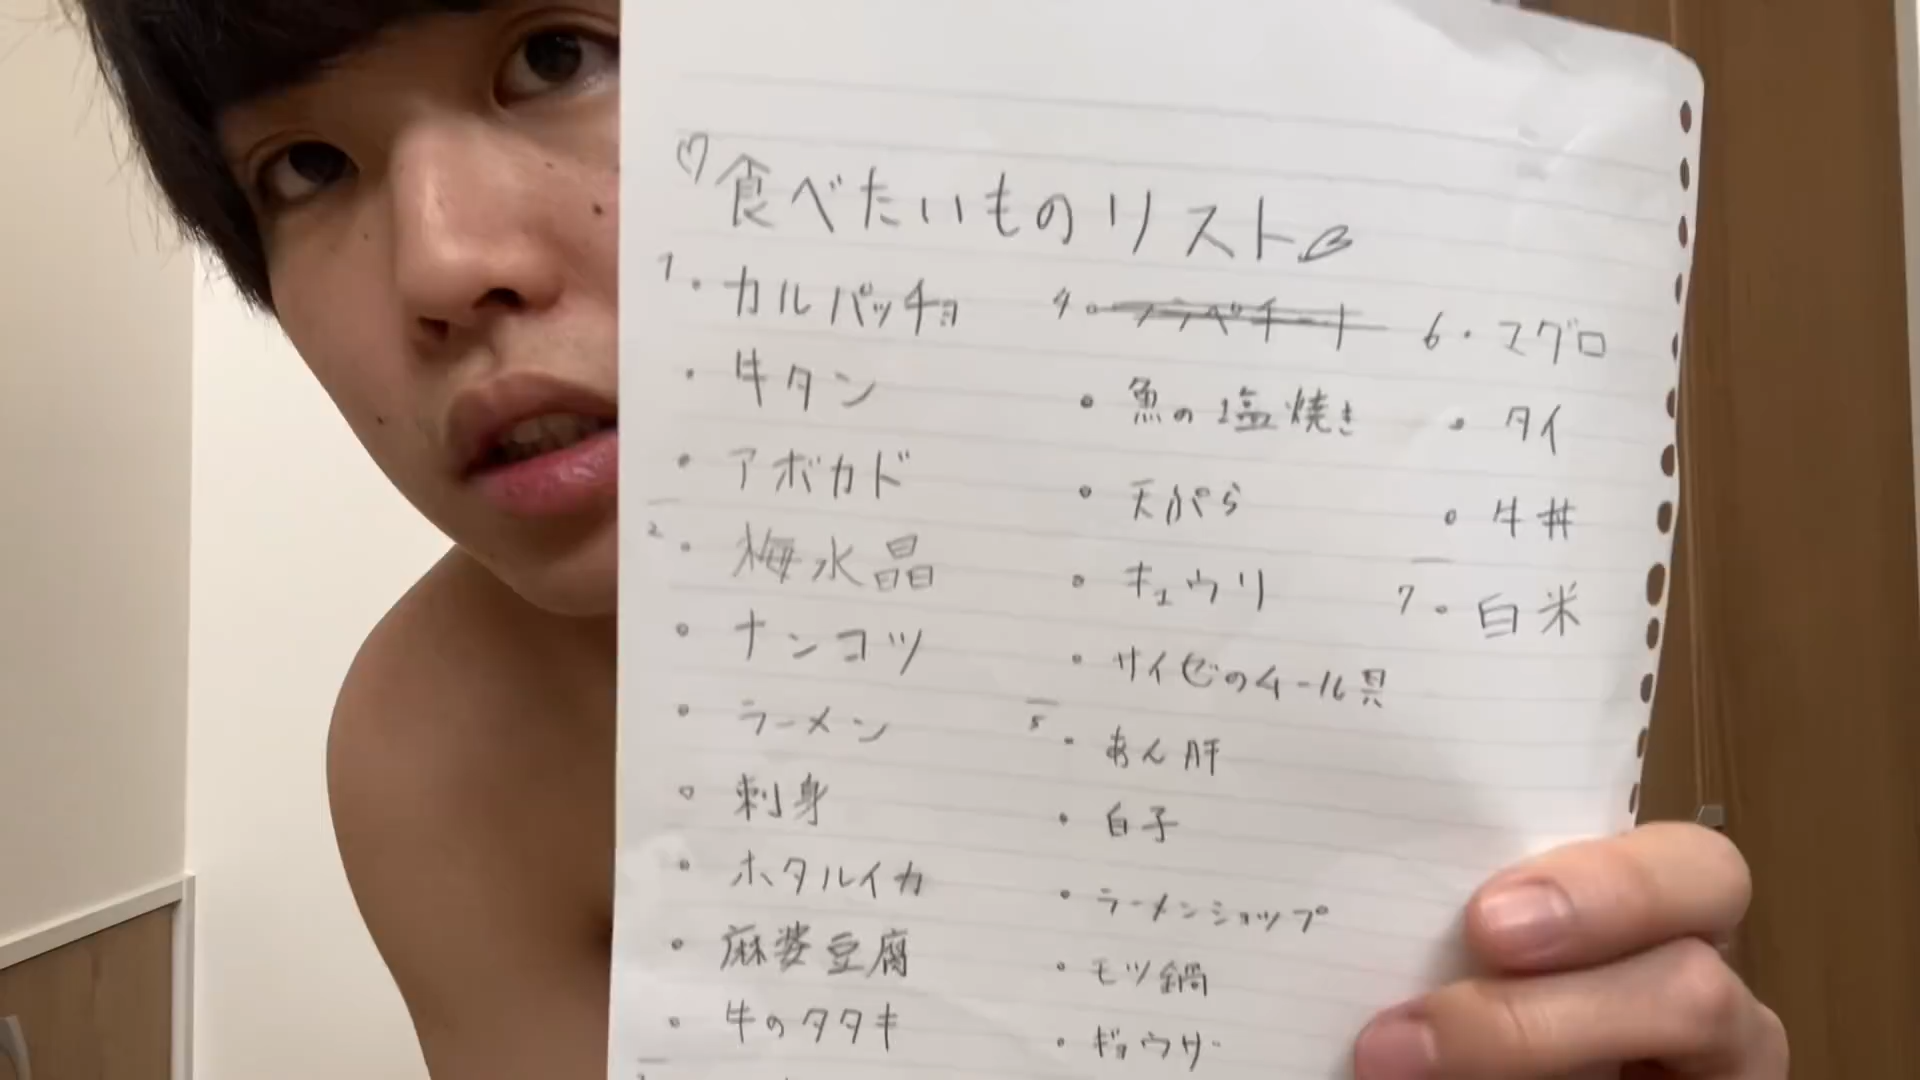 ♡食べたいものリスト♡
1・カルパッチョ
・牛タン
・アボカド
2・梅水晶
・ナンコツ
・ラーメン
・刺身
・ホタルイカ
・麻婆豆腐
・牛のタタキ
3
4・
・魚の塩焼き
・天ぷら
・キュウリ
・サイゼのムール貝
5・あん肝
・白子
・ラーメンショップ
・モツ鍋
・ギョウザ
6・マグロ
・タイ
・牛丼
7・白米